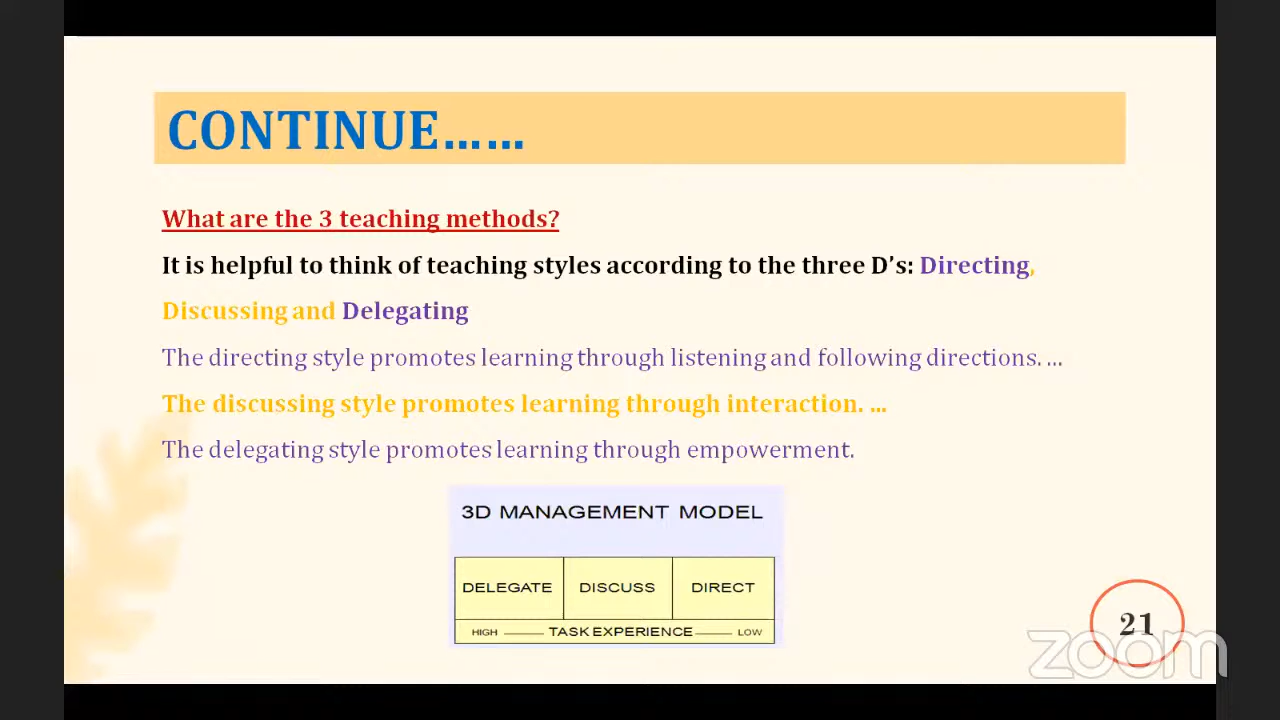 CONTINUE……
What are the 3 teaching methods?
It is helpful to think of teaching styles according to the three D’s: Directing,
Discussing and Delegating
The directing style promotes learning through listening and following directions. ...
The discussing style promotes learning through interaction. ...
The delegating style promotes learning through empowerment.
3D MANAGEMENT MODEL
DELEGATE DISCUSS DIRECT
HIGH TASK EXPERIENCE LOW
21
zoom